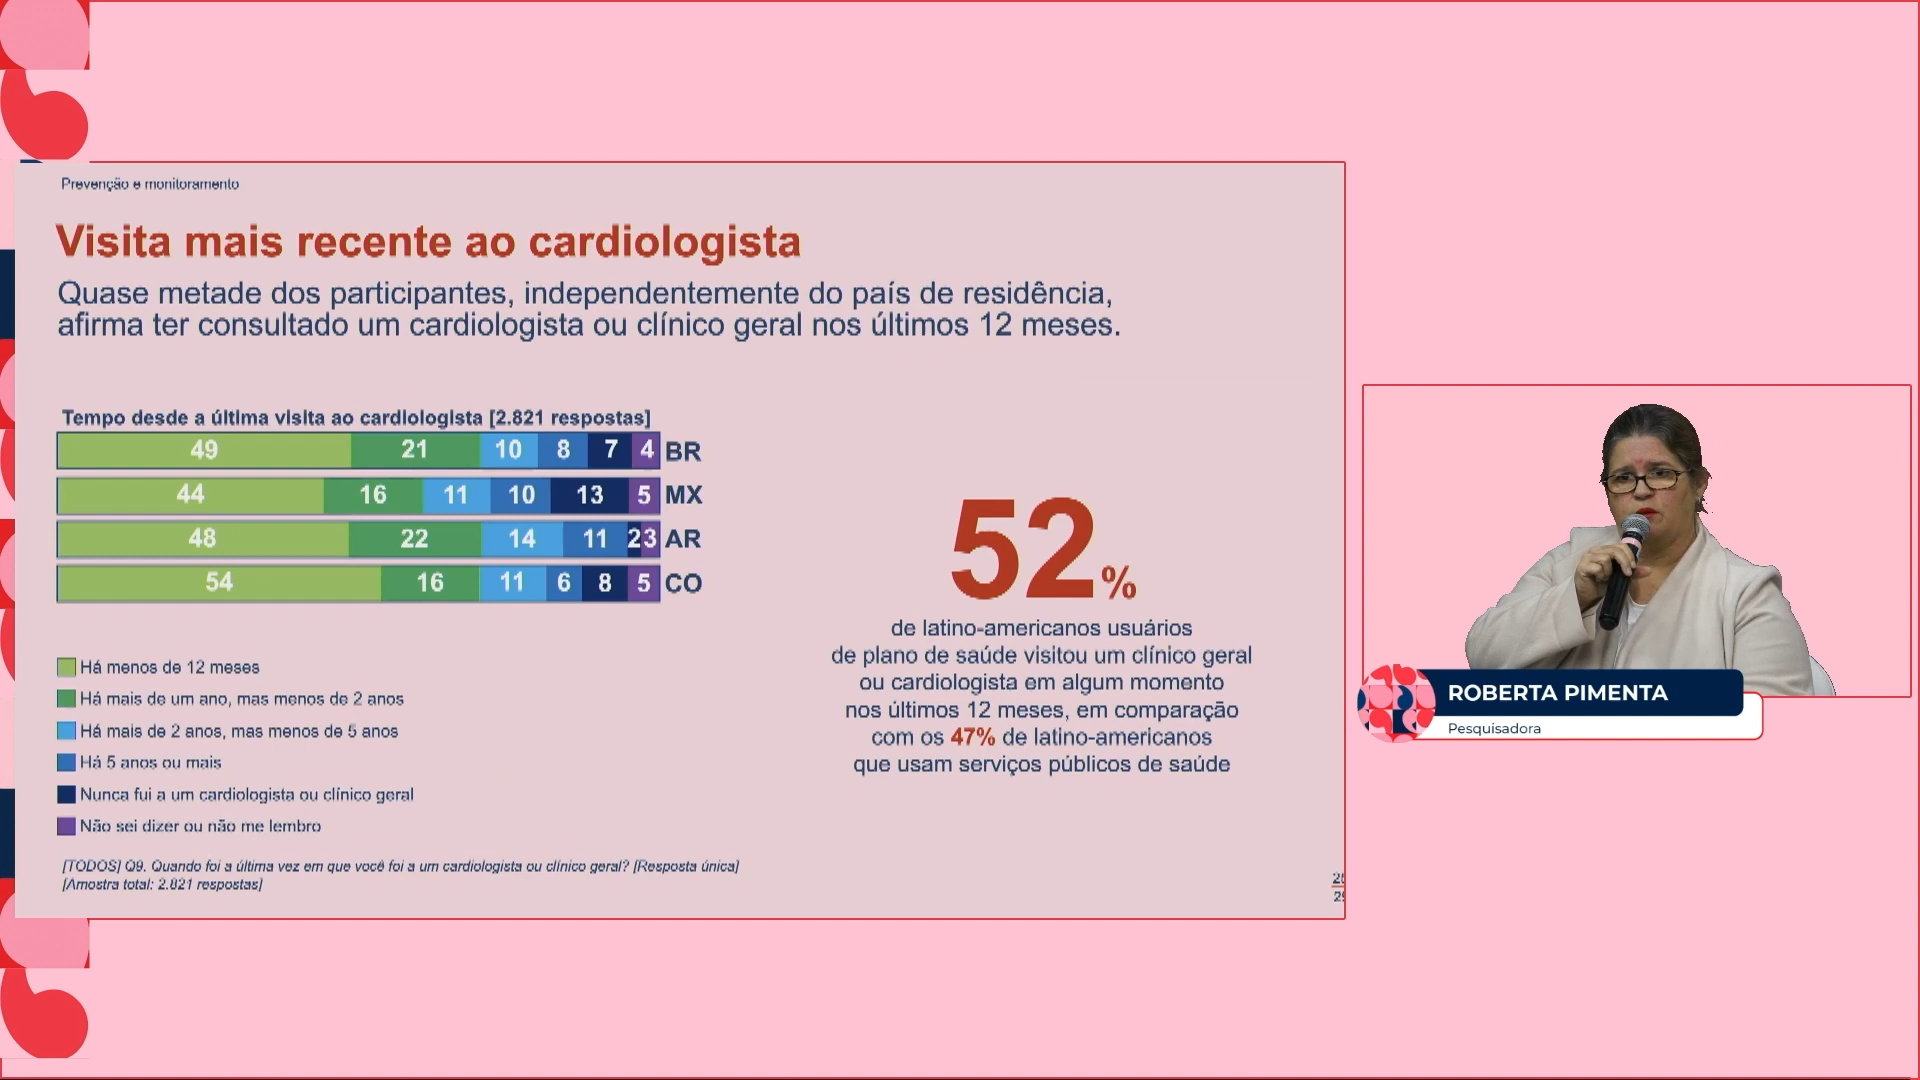 Prevenção e monitoramento
Visita mais recente ao cardiologista
Quase metade dos participantes, independentemente do país de residência,
afirma ter consultado um cardiologista ou clínico geral nos últimos 12 meses.
Tempo desde a última visita ao cardiologista [2.821 respostas]
49 21 10 8 7 4 BR
44 16 11 10 13 5 MX
48 22 14 11 2 3 AR
54 16 11 6 8 5 CO
Há menos de 12 meses
Há mais de um ano, mas menos de 2 anos
Há mais de 2 anos, mas menos de 5 anos
Há 5 anos ou mais
Nunca fui a um cardiologista ou clínico geral
Não sei dizer ou não me lembro
[TODOS] Q9. Quando foi a última vez em que você foi a um cardiologista ou clínico geral? [Resposta única]
[Amostra total: 2.821 respostas]
52%
de latino-americanos usuários
de plano de saúde visitou um clínico geral
ou cardiologista em algum momento
nos últimos 12 meses, em comparação
com os 47% de latino-americanos
que usam serviços públicos de saúde
ROBERTA PIMENTA
Pesquisadora